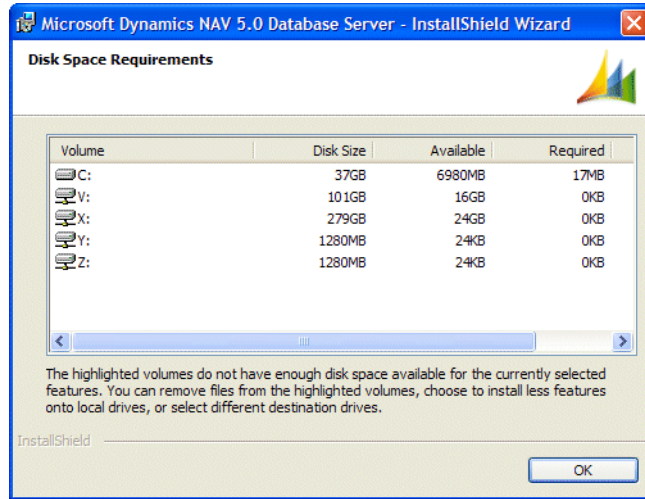 Microsoft Dynamics NAV 5.0 Database Server - InstallShield Wizard
Disk Space Requirements
Volume Disk Size Available Required
C: 37GB 6980MB 17MB
V: 101GB 16GB 0KB
X: 279GB 24GB 0KB
Y: 1280MB 24KB 0KB
Z: 1280MB 24KB 0KB
The highlighted volumes do not have enough disk space available for the currently selected
features. You can remove files from the highlighted volumes, choose to install less features
onto local drives, or select different destination drives.
InstallShield
OK